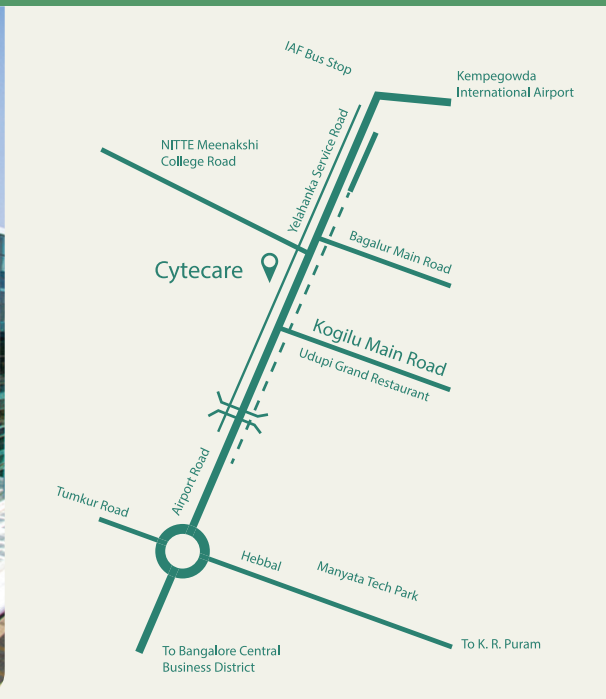 IAF Bus Stop
Kempegowda
International Airport
Yelahanka Service Road
NITTE Meenakshi
College Road
Bagalur Main Road
Cytecare
Kogilu Main Road
Udupi Grand Restaurant
Airport Road
Tumkur Road
Hebbal
Manyata Tech Park
To K. R. Puram
To Bangalore Central
Business District